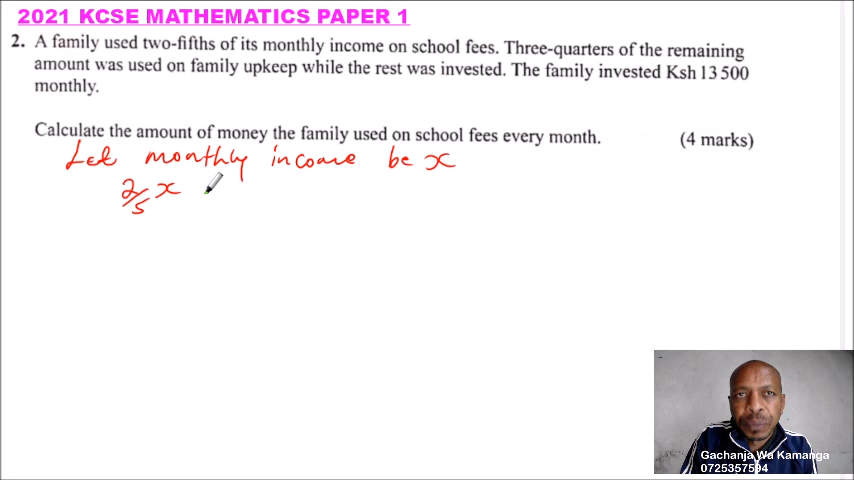 2021 KCSE MATHEMATICS PAPER 1
2. A family used two-fifths of its monthly income on school fees. Three-quarters of the remaining
amount was used on family upkeep while the rest was invested. The family invested Ksh 13 500
monthly.
Calculate the amount of money the family used on school fees every month. (4 marks)
Let monthly income be x
2/5 x
Gachanja Wa Kamanga
0725357594